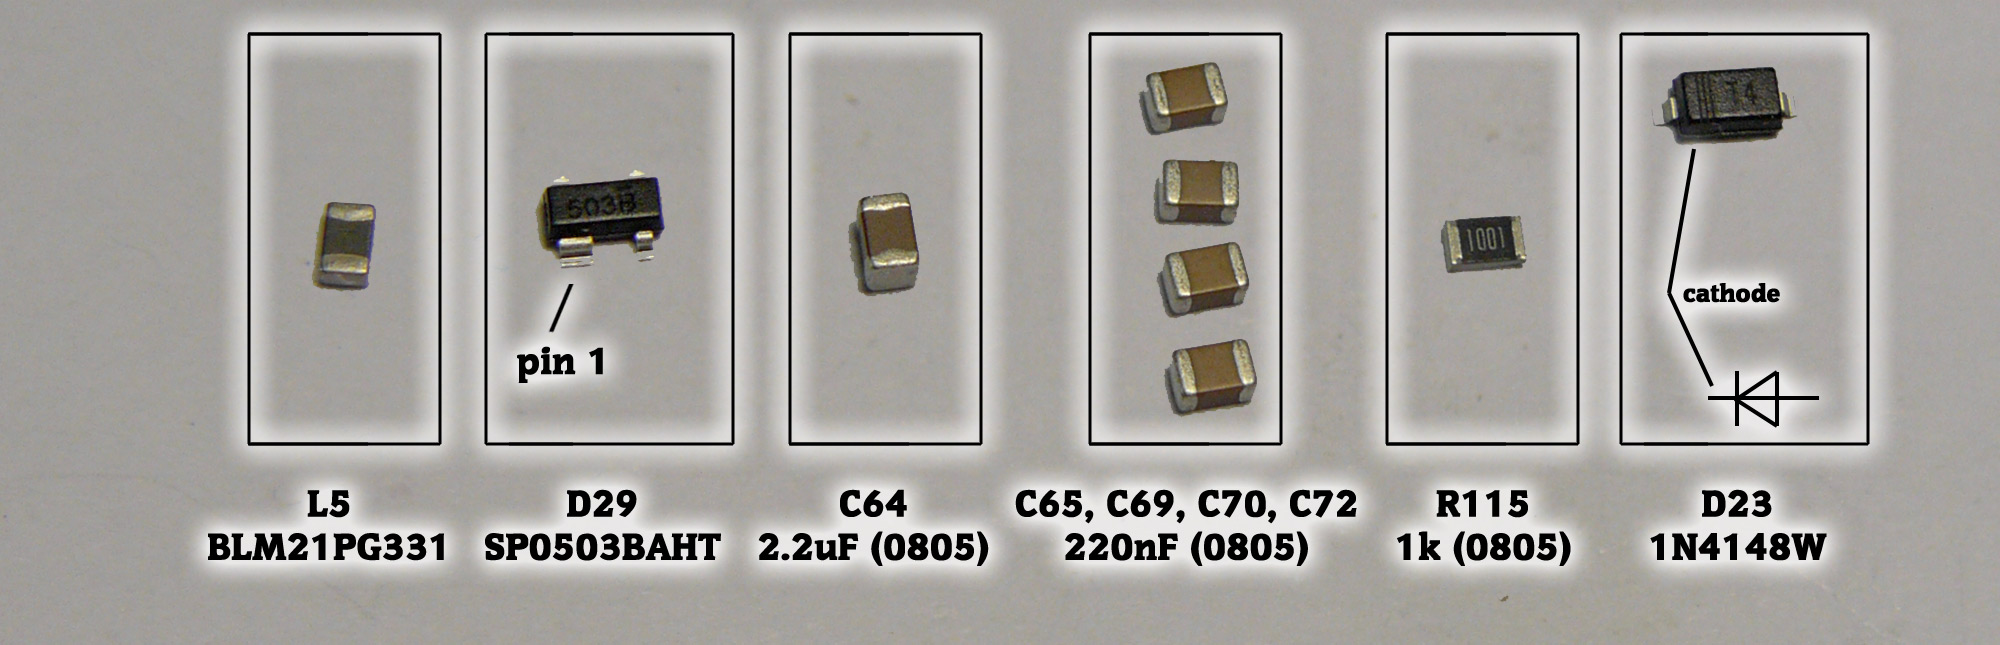 503B
T4
1001
cathode
pin 1
L5
BLM21PG331
D29
SP0503BAHT
C64
2.2uF (0805)
C65, C69, C70, C72
220nF (0805)
R115
1k (0805)
D23
1N4148W